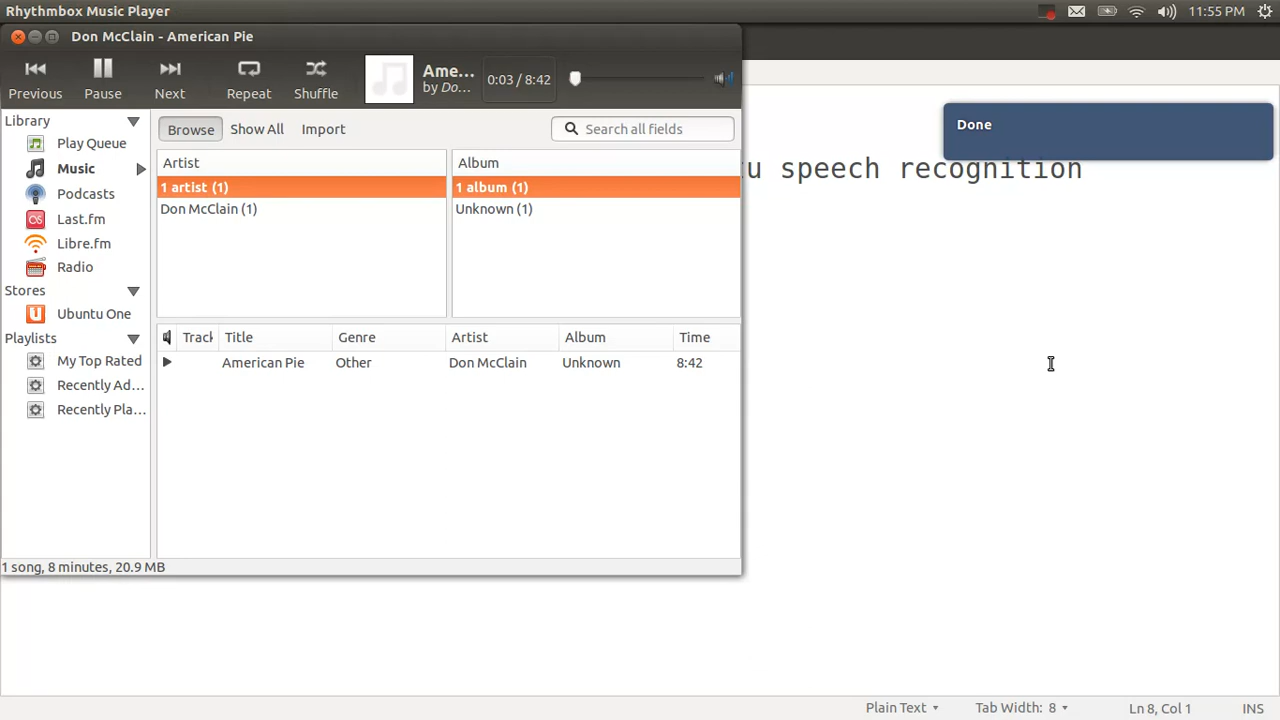 Rhythmbox Music Player
11:55 PM
Don McClain - American Pie
Previous
Pause
Next
Repeat
Shuffle
Ame...
by Do...
0:03 / 8:42
Library
Play Queue
Music
Podcasts
Last.fm
Libre.fm
Radio
Stores
Ubuntu One
Playlists
My Top Rated
Recently Ad...
Recently Pla...
Browse
Show All
Import
Search all fields
Artist
1 artist (1)
Don McClain (1)
Album
1 album (1)
Unknown (1)
Track Title Genre Artist Album Time
American Pie Other Don McClain Unknown 8:42
1 song, 8 minutes, 20.9 MB
Done
speech recognition
Plain Text
Tab Width: 8
Ln 8, Col 1
INS